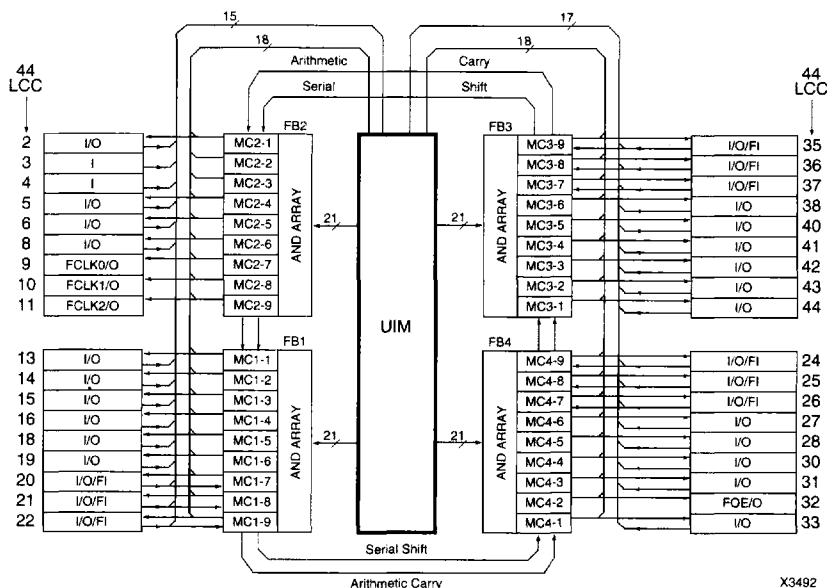 15
17
18
18
Arithmetic Carry
Serial Shift
44 LCC
44 LCC
FB2
FB3
2 I/O MC2-1
3 I MC2-2
4 I MC2-3
5 I/O MC2-4
6 I/O MC2-5
8 I/O MC2-6
9 FCLK0/O MC2-7
10 FCLK1/O MC2-8
11 FCLK2/O MC2-9
AND ARRAY
21
UIM
21
AND ARRAY
MC3-9 I/O/FI 35
MC3-8 I/O/FI 36
MC3-7 I/O/FI 37
MC3-6 I/O 38
MC3-5 I/O 40
MC3-4 I/O 41
MC3-3 I/O 42
MC3-2 I/O 43
MC3-1 I/O 44
FB1
FB4
13 I/O MC1-1
14 I/O MC1-2
15 I/O MC1-3
16 I/O MC1-4
18 I/O MC1-5
19 I/O MC1-6
20 I/O/FI MC1-7
21 I/O/FI MC1-8
22 I/O/FI MC1-9
AND ARRAY
21
21
AND ARRAY
MC4-9 I/O/FI 24
MC4-8 I/O/FI 25
MC4-7 I/O/FI 26
MC4-6 I/O 27
MC4-5 I/O 28
MC4-4 I/O 30
MC4-3 I/O 31
MC4-2 FOE/O 32
MC4-1 I/O 33
Serial Shift
Arithmetic Carry
X3492